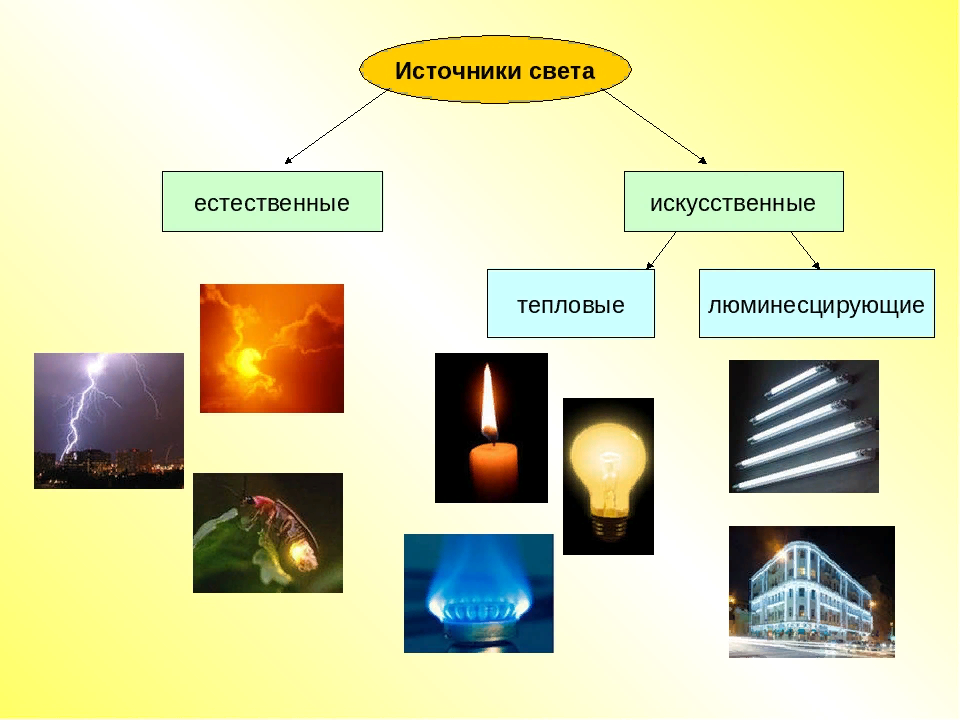 Источники света
естественные
искусственные
тепловые
люминесцирующие